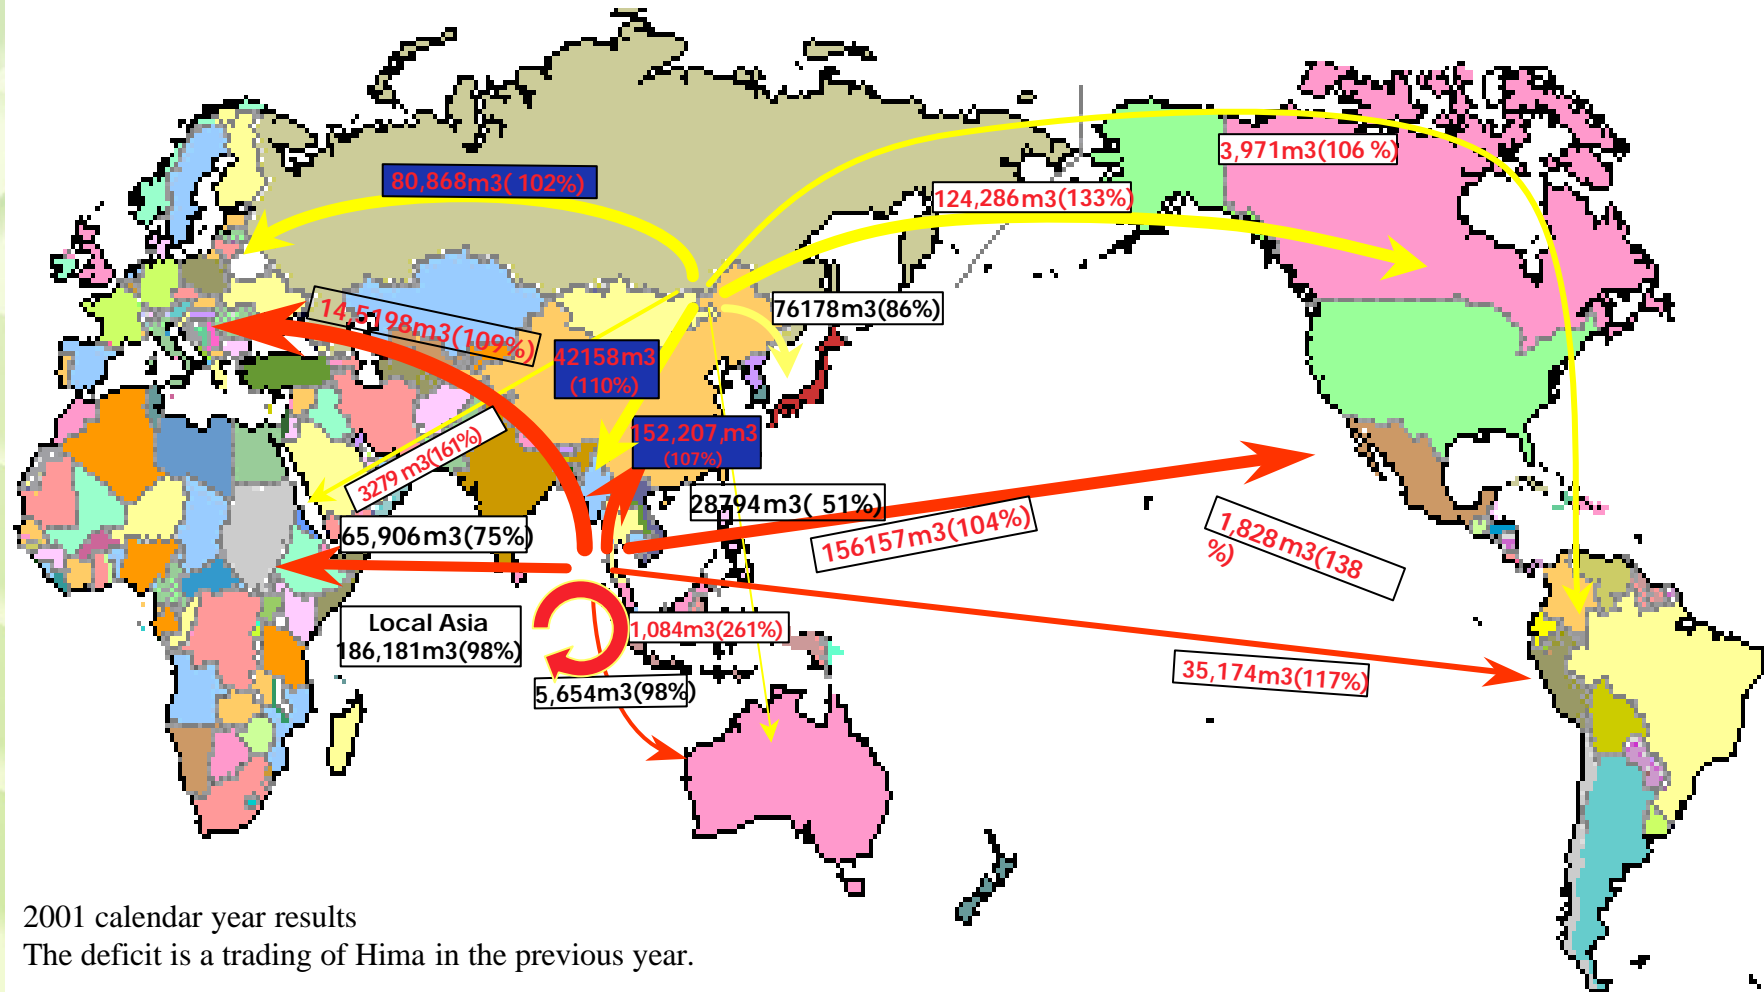 3,971m3(106 %)
80,868m3( 102%)
124,286m3(133%)
14,5198m3(109%)
76178m3(86%)
42158m3
(110%)
152,207,m3
(107%)
3279 m3(161%)
28794m3( 51%)
65,906m3(75%)
156157m3(104%)
1,828m3(138
%)
Local Asia
186,181m3(98%)
1,084m3(261%)
35,174m3(117%)
5,654m3(98%)
2001 calendar year results
The deficit is a trading of Hima in the previous year.